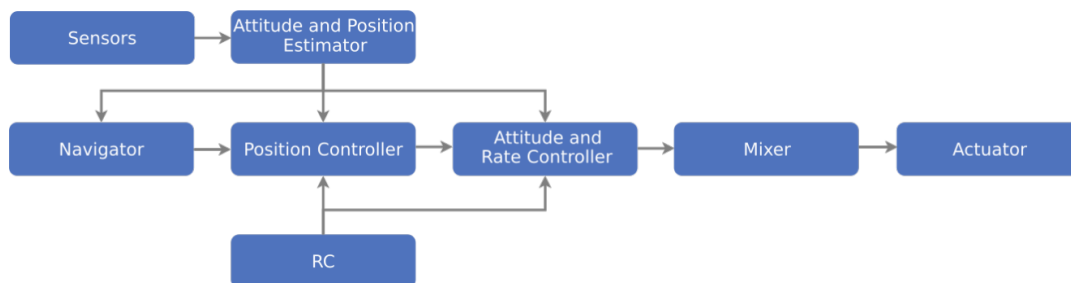 Sensors
Attitude and Position
Estimator
Navigator
Position Controller
Attitude and
Rate Controller
Mixer
Actuator
RC